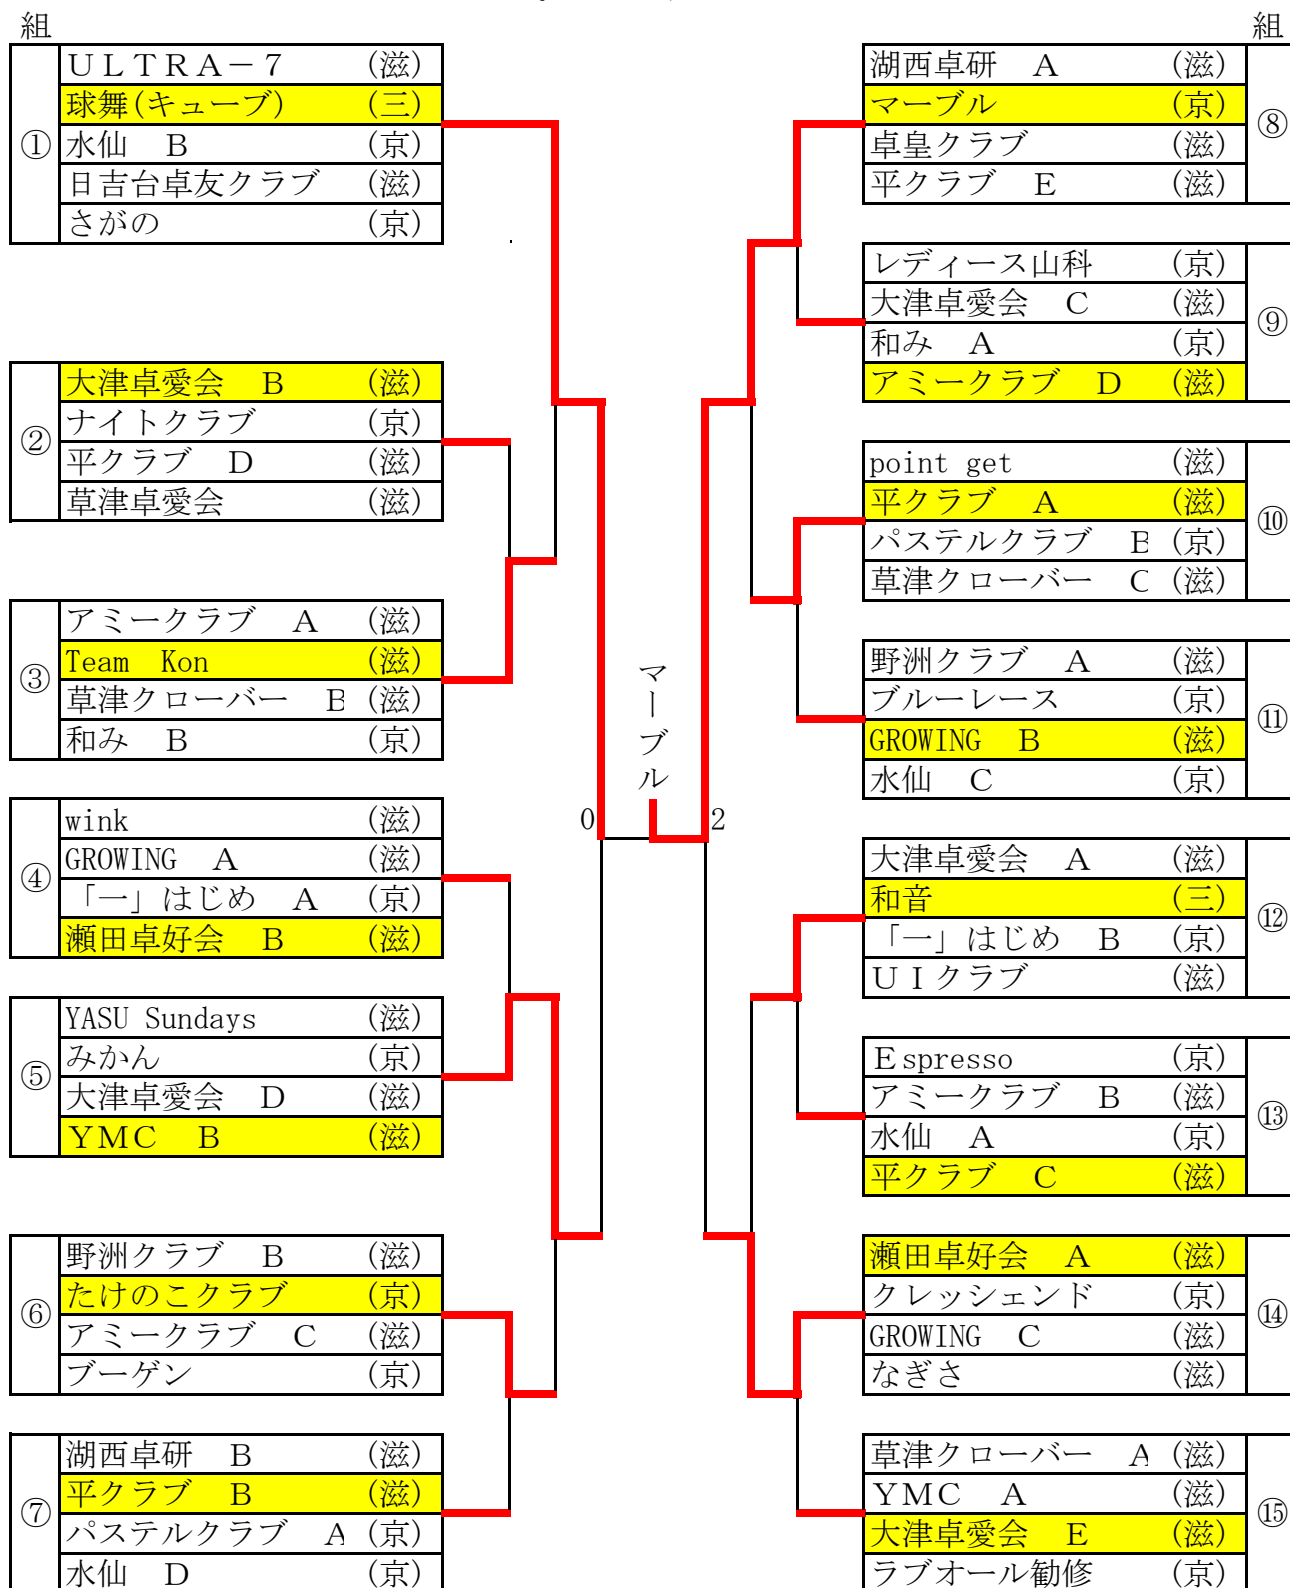 組
① ULTRA－7 (滋)
球舞(キューブ) (三)
水仙 B (京)
日吉台卓友クラブ (滋)
さがの (京)
② 大津卓愛会 B (滋)
ナイトクラブ (京)
平クラブ D (滋)
草津卓愛会 (滋)
③ アミークラブ A (滋)
Team Kon (滋)
草津クローバー B (滋)
和み B (京)
④ wink (滋)
GROWING A (滋)
「一」はじめ A (京)
瀬田卓好会 B (滋)
⑤ YASU Sundays (滋)
みかん (京)
大津卓愛会 D (滋)
YMC B (滋)
⑥ 野洲クラブ B (滋)
たけのこクラブ (京)
アミークラブ C (滋)
ブーゲン (京)
⑦ 湖西卓研 B (滋)
平クラブ B (滋)
パステルクラブ A (京)
水仙 D (京)
マーブル
0 2
組
湖西卓研 A (滋) ⑧
マーブル (京)
卓皇クラブ (滋)
平クラブ E (滋)
レディース山科 (京) ⑨
大津卓愛会 C (滋)
和み A (京)
アミークラブ D (滋)
point get (滋) ⑩
平クラブ A (滋)
パステルクラブ B (京)
草津クローバー C (滋)
野洲クラブ A (滋) ⑪
ブルーレース (京)
GROWING B (滋)
水仙 C (京)
大津卓愛会 A (滋) ⑫
和音 (三)
「一」はじめ B (京)
UIクラブ (滋)
Espresso (京) ⑬
アミークラブ B (滋)
水仙 A (京)
平クラブ C (滋)
瀬田卓好会 A (滋) ⑭
クレッシェンド (京)
GROWING C (滋)
なぎさ (滋)
草津クローバー A (滋) ⑮
YMC A (滋)
大津卓愛会 E (滋)
ラブオール勧修 (京)